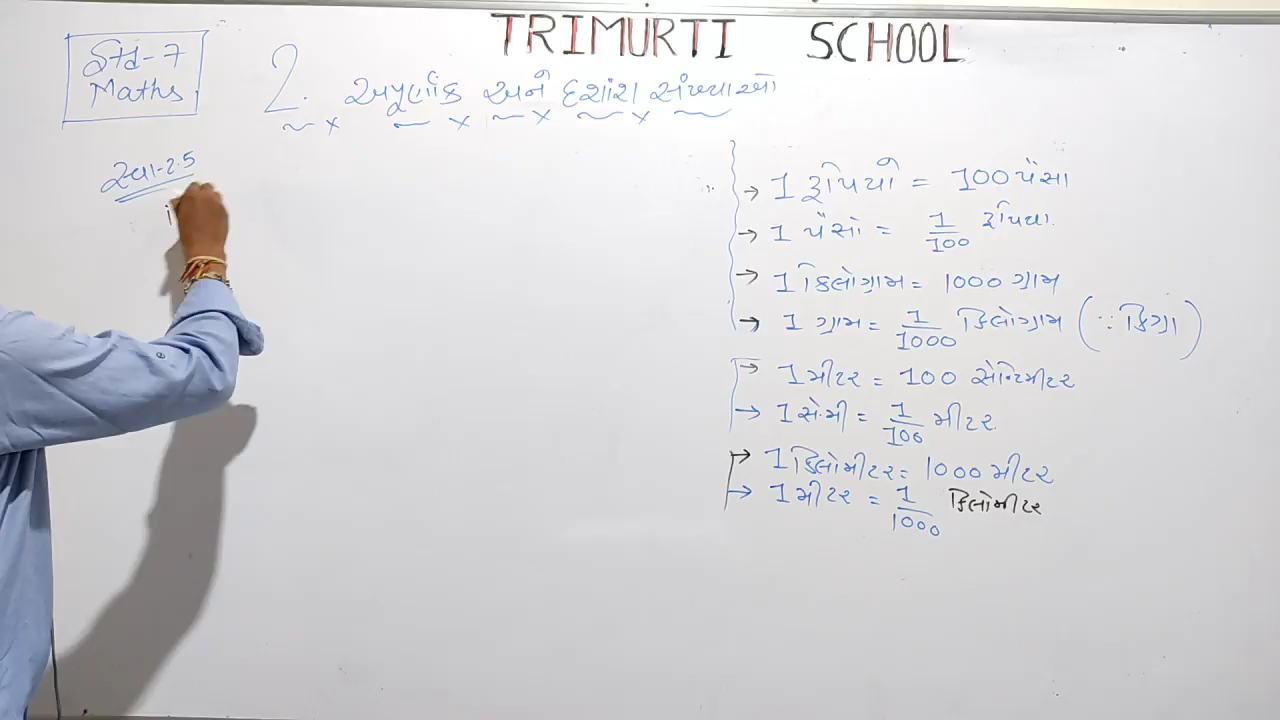 TRIMURTI SCHOOL
Std-7
Maths
2. અપૂર્ણાંક અને દશાંશ સંખ્યાઓ
સ્વા-2.5
1 રૂપિયો = 100 પૈસા
1 પૈસો = 1/100 રૂપિયા
1 કિલોગ્રામ = 1000 ગ્રામ
1 ગ્રામ = 1/1000 કિલોગ્રામ (∵ કિગ્રા)
1 મીટર = 100 સેન્ટિમીટર
1 સે.મી = 1/100 મીટર
1 કિલોમીટર = 1000 મીટર
1 મીટર = 1/1000 કિલોમીટર